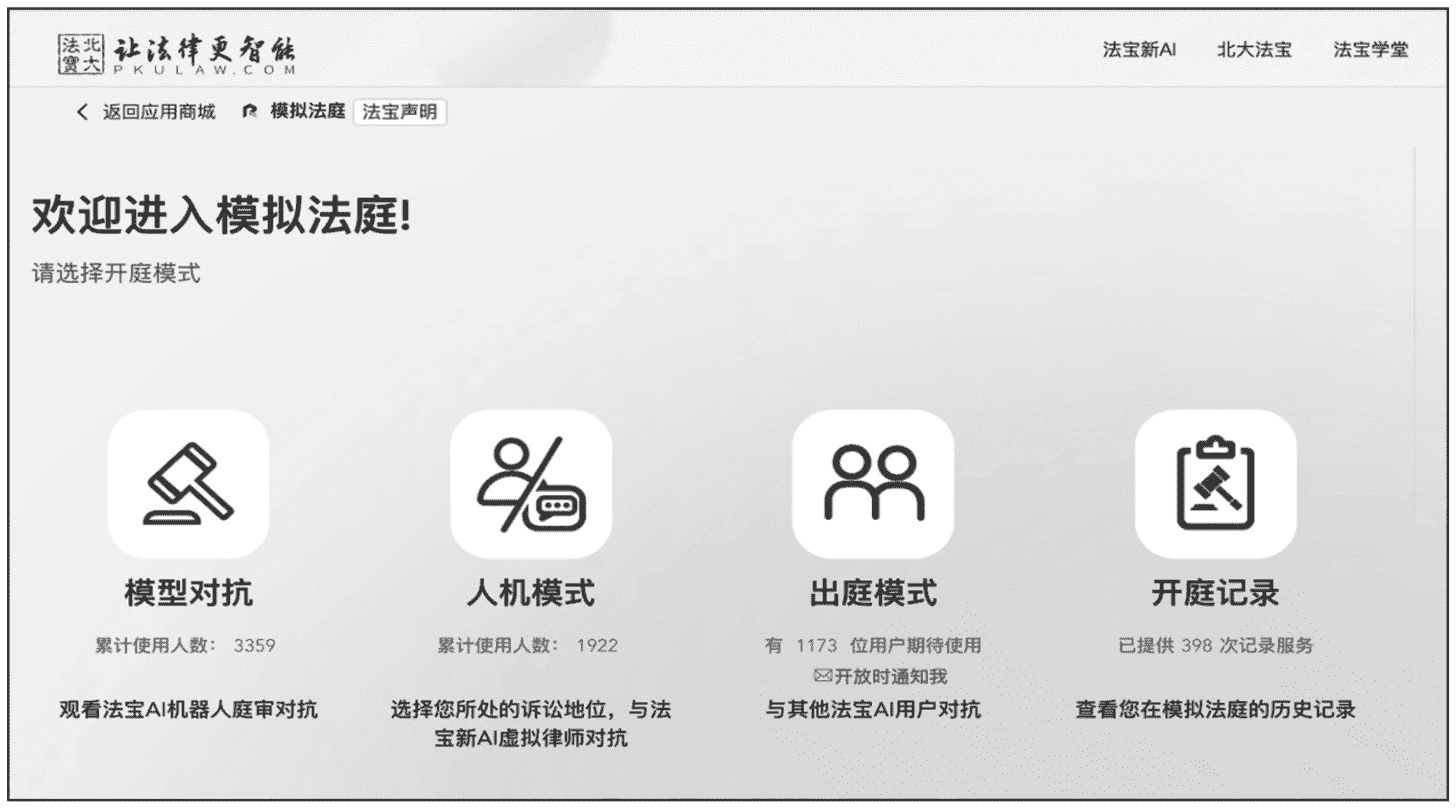 北大法寶 让法律更智能
PKULAW.COM
法宝新AI 北大法宝 法宝学堂
返回应用商城 模拟法庭 法宝声明
欢迎进入模拟法庭!
请选择开庭模式
模型对抗 人机模式 出庭模式 开庭记录
累计使用人数： 3359 累计使用人数： 1922 有 1173 位用户期待使用 已提供 398 次记录服务
开放时通知我
观看法宝AI机器人庭审对抗 选择您所处的诉讼地位，与法 与其他法宝AI用户对抗 查看您在模拟法庭的历史记录
宝新AI虚拟律师对抗